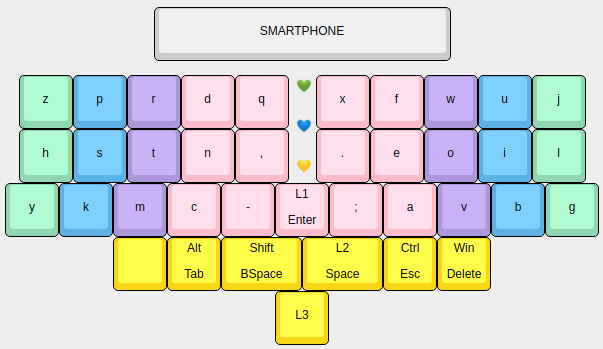 SMARTPHONE
z p r d q x f w u j
h s t n , . e o i l
y k m c - L1 Enter ; a v b g
Alt Shift L2 Ctrl Win
Tab BSpace Space Esc Delete
L3